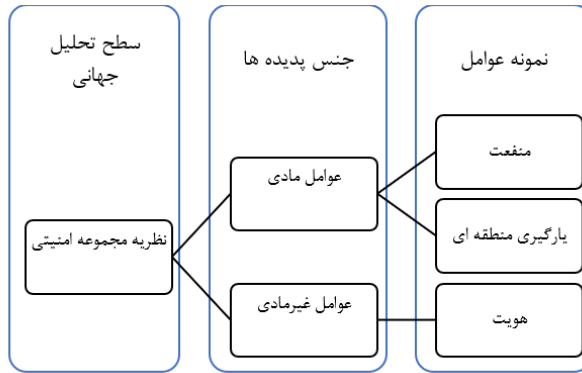 سطح تحلیل
جهانی
جنس پدیده ها
نمونه عوامل
نظریه مجموعه امنیتی
عوامل مادی
عوامل غیرمادی
منفعت
یارگیری منطقه ای
هویت